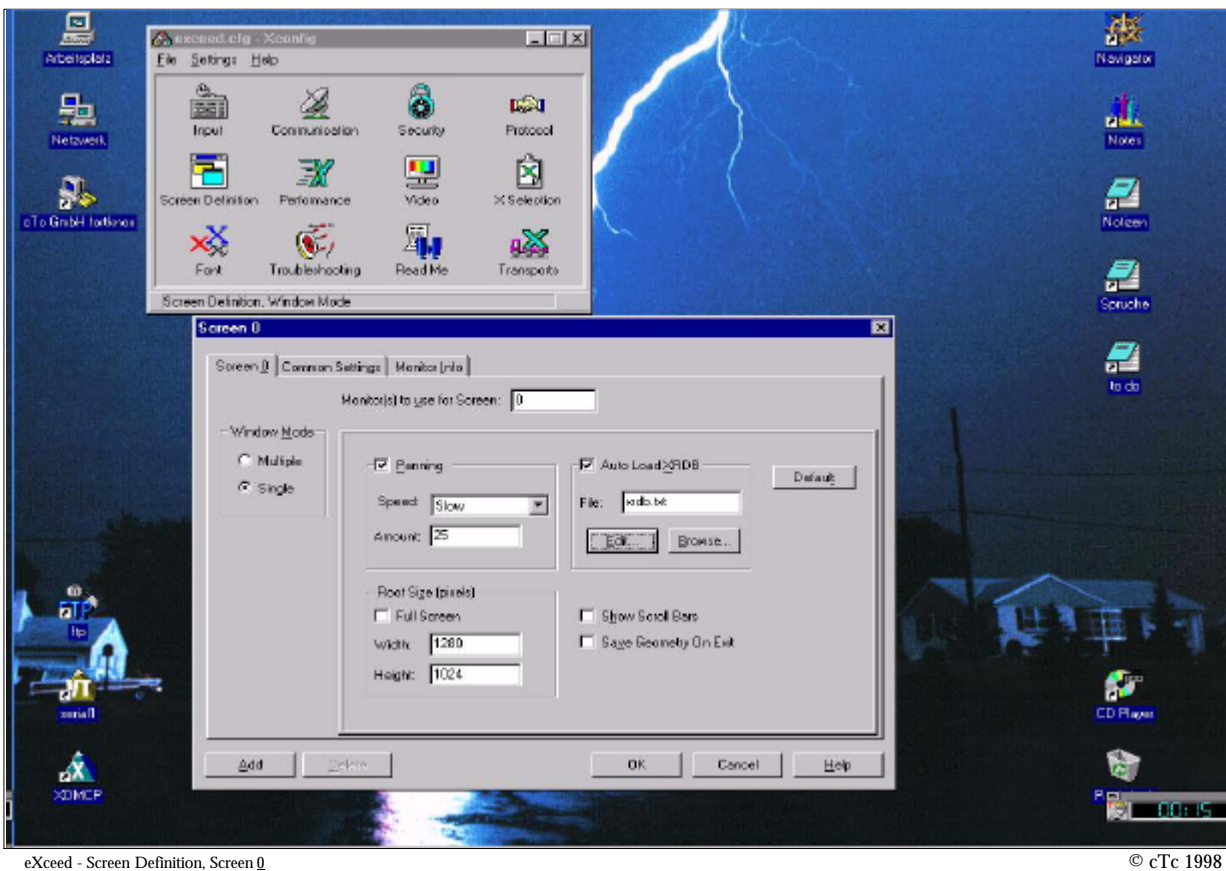 Arbeitsplatz
Netzwerk
cTc GmbH fortknox
ftp
XDMCP
exceed.cfg - Xconfig
File Settings Help
Input Communication Security Protocol
Screen Definition Performance Video X Selection
Font Troubleshooting Read Me Transports
Screen Definition, Window Mode
Screen 0
Screen 0 Common Settings Monitor Info
Monitor(s) to use for Screen: 0
Window Mode
Multiple
Single
Panning
Speed: Slow
Amount: 25
Auto Load XRDB
File: xrdb.txt
Edit... Browse...
Default
Root Size (pixels)
Full Screen
Width: 1280
Height: 1024
Show Scroll Bars
Save Geometry On Exit
Add Delete OK Cancel Help
Navigator
Notes
Notizen
Sprüche
to do
CD Player
00:15
eXceed - Screen Definition, Screen 0
© cTc 1998